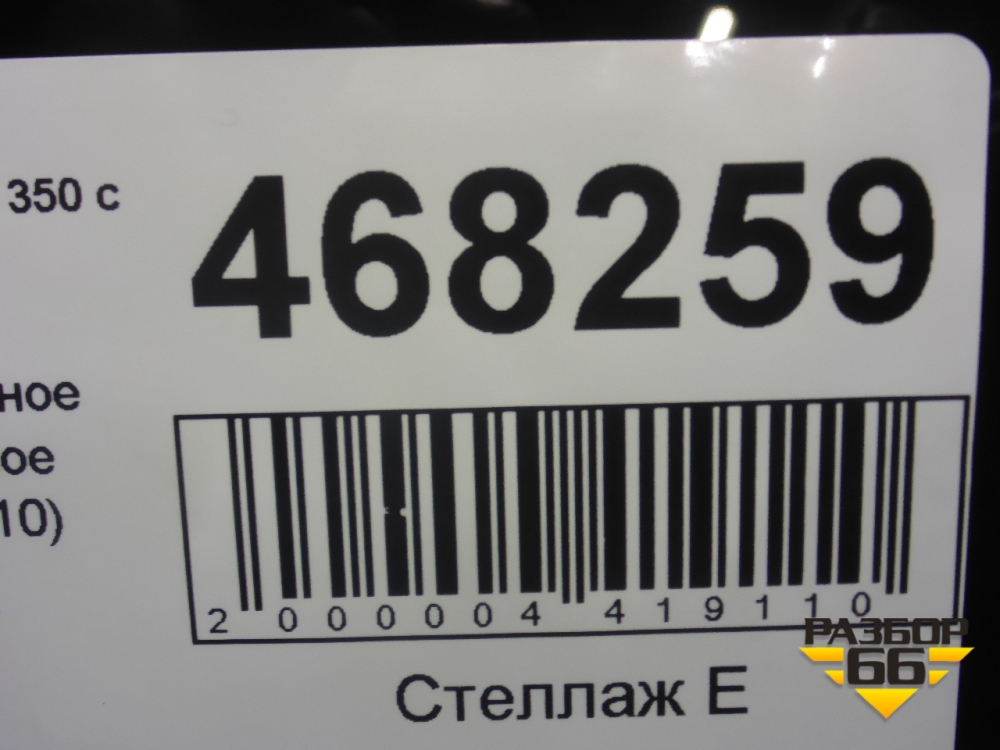 350 с
468259
ное
ое
10)
2 000004 419110
Стеллаж Е
РАЗБОР
66